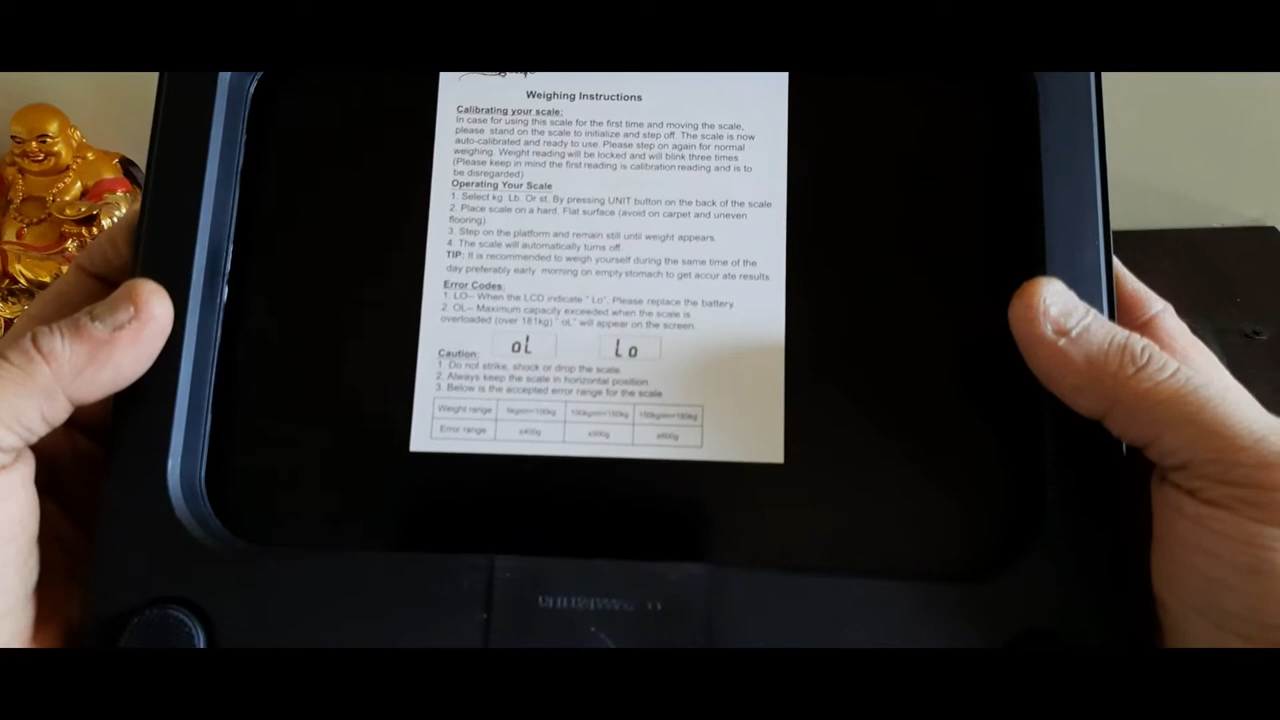 Weighing Instructions
Calibrating your scale:
In case for using this scale for the first time and moving the scale,
please stand on the scale to initialize and step off. The scale is now
auto-calibrated and ready to use. Please step on again for normal
weighing. Weight reading will be locked and will blink three times
(Please keep in mind the first reading is calibration reading and is to
be disregarded)
Operating Your Scale
1. Select kg. Lb. Or st. By pressing UNIT button on the back of the scale
2. Place scale on a hard. Flat surface (avoid on carpet and uneven
flooring)
3. Step on the platform and remain still until weight appears.
4. The scale will automatically turns off.
TIP: It is recommended to weigh yourself during the same time of the
day preferably early morning on empty stomach to get accur ate results.
Error Codes:
1. LO-- When the LCD indicate " Lo". Please replace the battery.
2. OL-- Maximum capacity exceeded when the scale is
overloaded (over 181kg) " oL" will appear on the screen.
oL Lo
Caution:
1. Do not strike, shock or drop the scale.
2. Always keep the scale in horizontal position.
3. Below is the accepted error range for the scale
Weight range
Error range ±400g